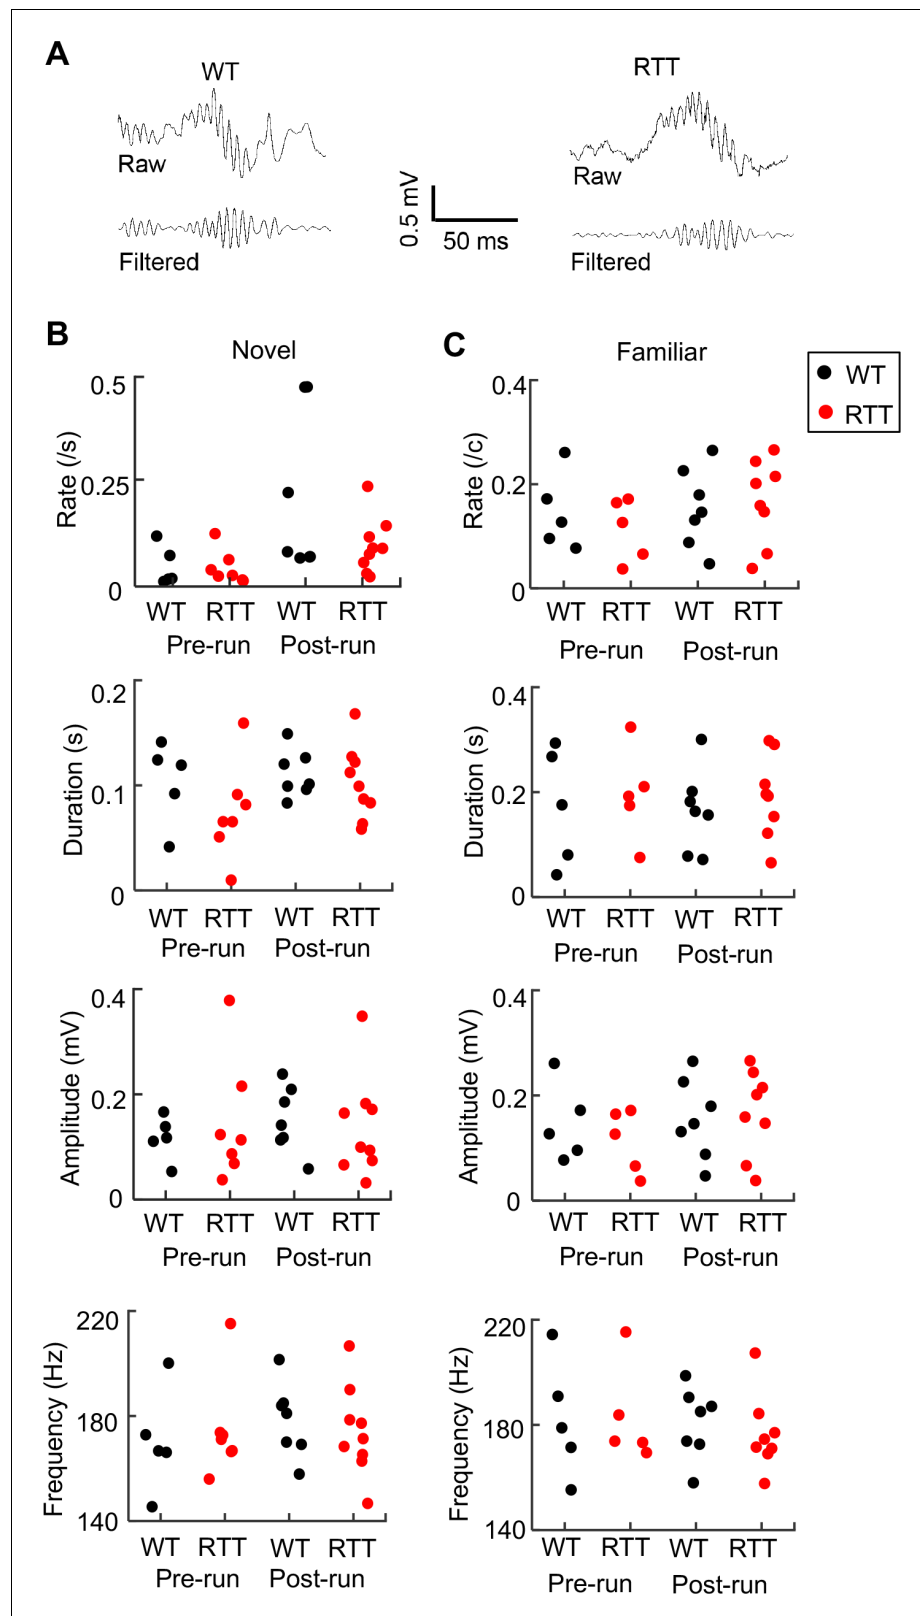 A
WT
RTT
Raw
Raw
0.5 mV
50 ms
Filtered
Filtered
B
Novel
C
Familiar
WT
RTT
Rate (/s)
0.5
0.25
0
WT RTT WT RTT
Pre-run Post-run
Rate (/c)
0.4
0.2
0
WT RTT WT RTT
Pre-run Post-run
Duration (s)
0.2
0.1
0
WT RTT WT RTT
Pre-run Post-run
Duration (s)
0.4
0.2
0
WT RTT WT RTT
Pre-run Post-run
Amplitude (mV)
0.4
0.2
0
WT RTT WT RTT
Pre-run Post-run
Amplitude (mV)
0.4
0.2
0
WT RTT WT RTT
Pre-run Post-run
Frequency (Hz)
220
180
140
WT RTT WT RTT
Pre-run Post-run
Frequency (Hz)
220
180
140
WT RTT WT RTT
Pre-run Post-run